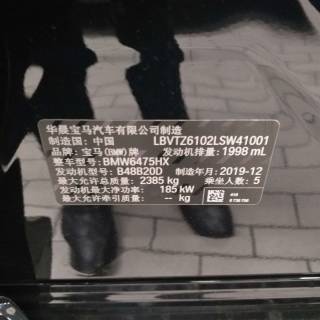 华晨宝马汽车有限公司制造
制造国: 中国 LBVTZ6102LSW41001
品牌: 宝马(BMW)牌 发动机排量: 1998 mL
整车型号: BMW6475HX
发动机型号: B48B20D 制造年月: 2019-12
最大允许总质量: 2385 kg 乘坐人数: 5
发动机最大净功率: 185 kW
最大允许牵引质量: -- kg